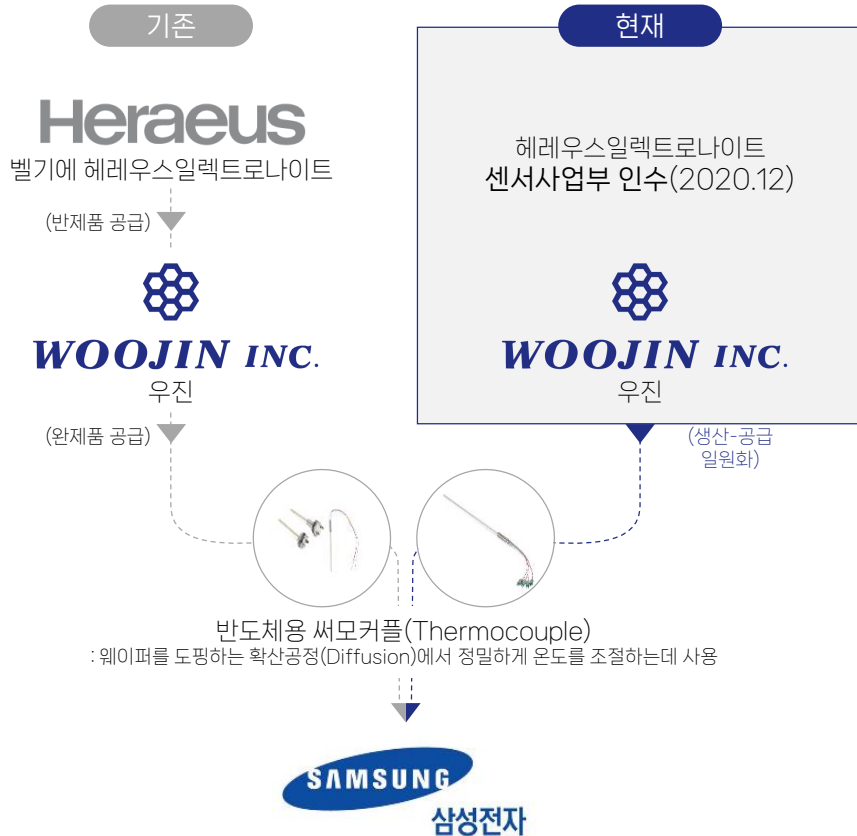 기존
Heraeus
벨기에 헤레우스일렉트로나이트
(반제품 공급)
WOOJIN INC.
우진
(완제품 공급)
현재
헤레우스일렉트로나이트
센서사업부 인수(2020.12)
WOOJIN INC.
우진
(생산-공급
일원화)
반도체용 써모커플(Thermocouple)
: 웨이퍼를 도핑하는 확산공정(Diffusion)에서 정밀하게 온도를 조절하는데 사용
SAMSUNG
삼성전자